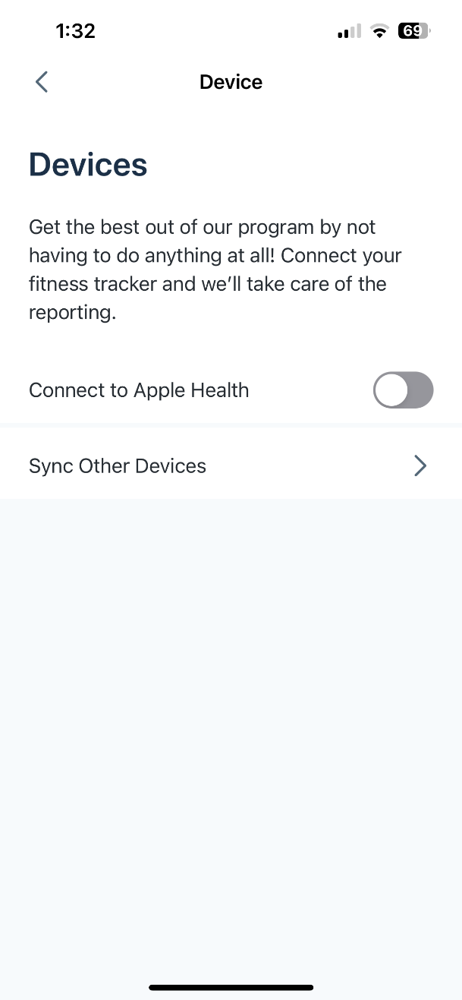 1:32
69
Device
Devices
Get the best out of our program by not
having to do anything at all! Connect your
fitness tracker and we’ll take care of the
reporting.
Connect to Apple Health
Sync Other Devices